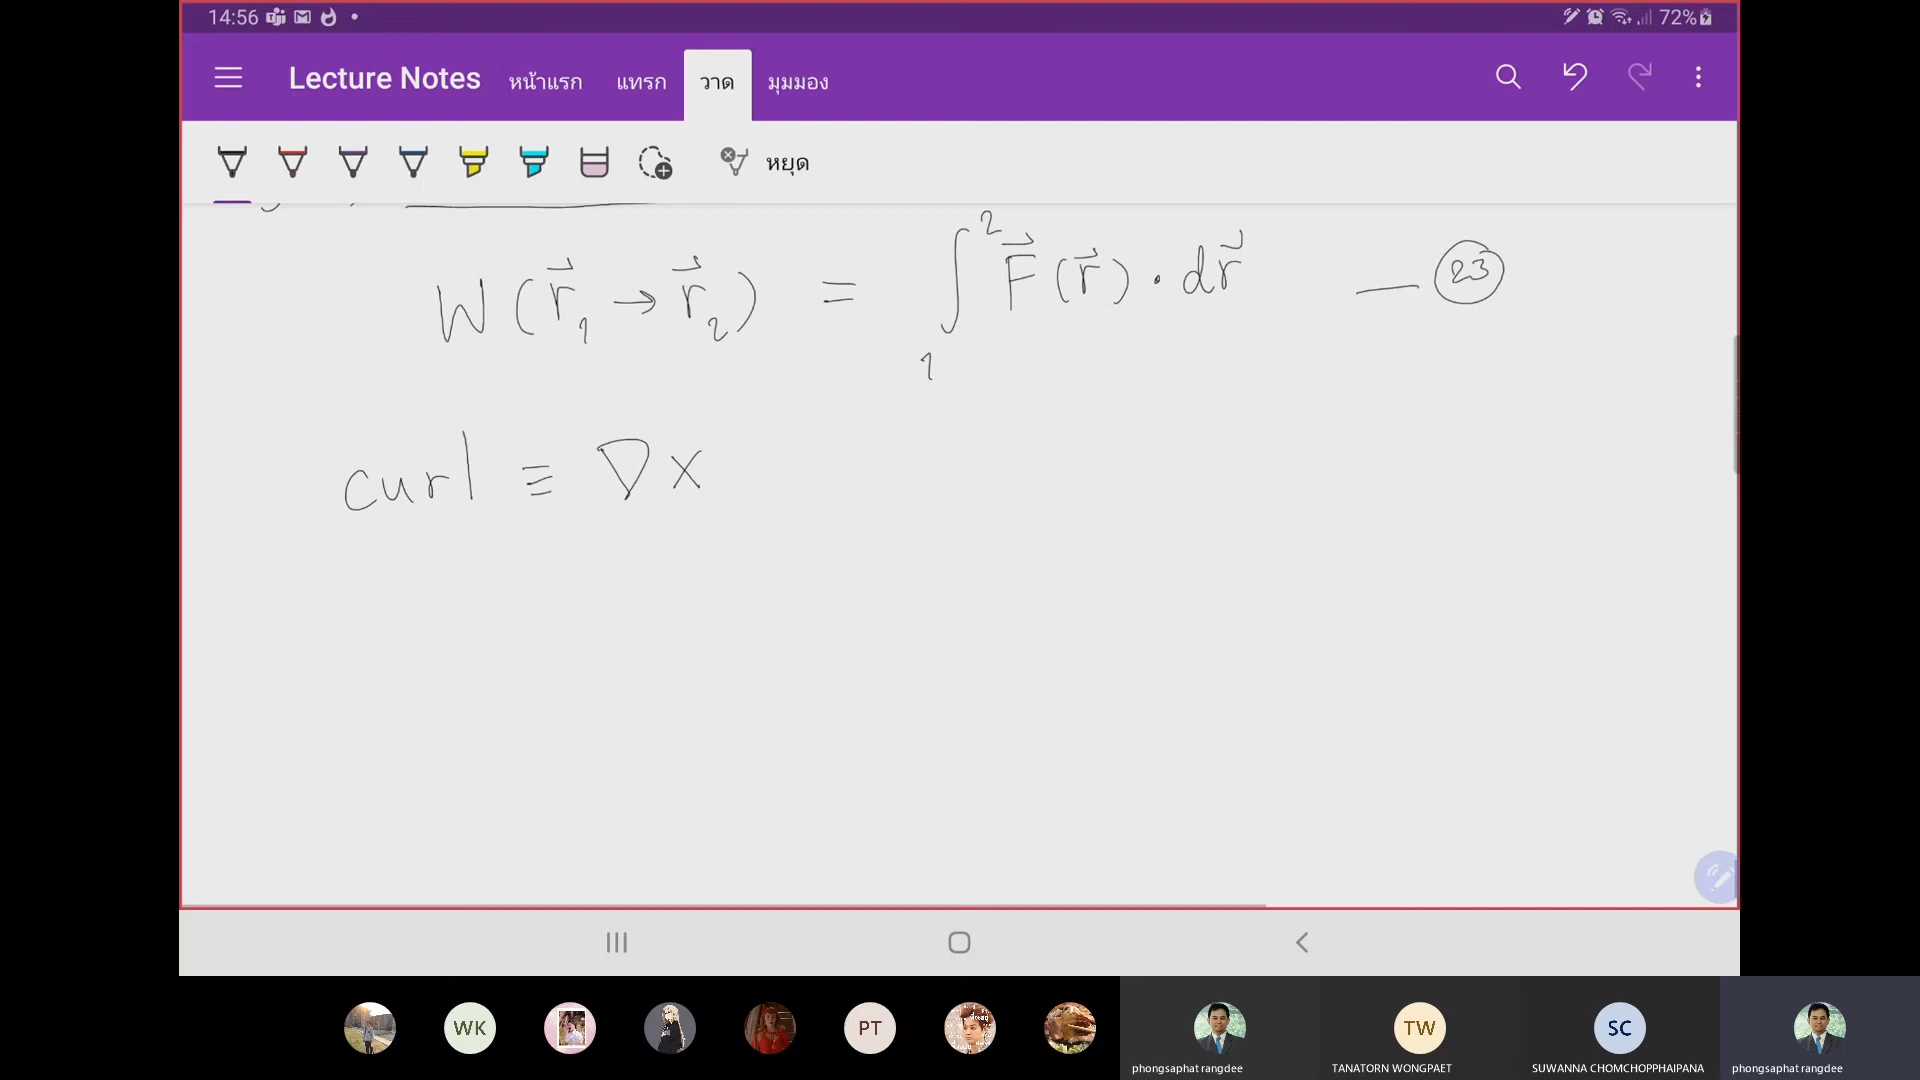 14:56 72%
Lecture Notes หน้าแรก แทรก วาด มุมมอง
หยุด
W(r⃗₁ → r⃗₂) = ∫₁² F⃗(r⃗) · dr⃗ — ㉓
curl ≡ ∇×
WK PT TW SC
phongsaphat rangdee TANATORN WONGPAET SUWANNA CHOMCHOPPHAIPANA phongsaphat rangdee